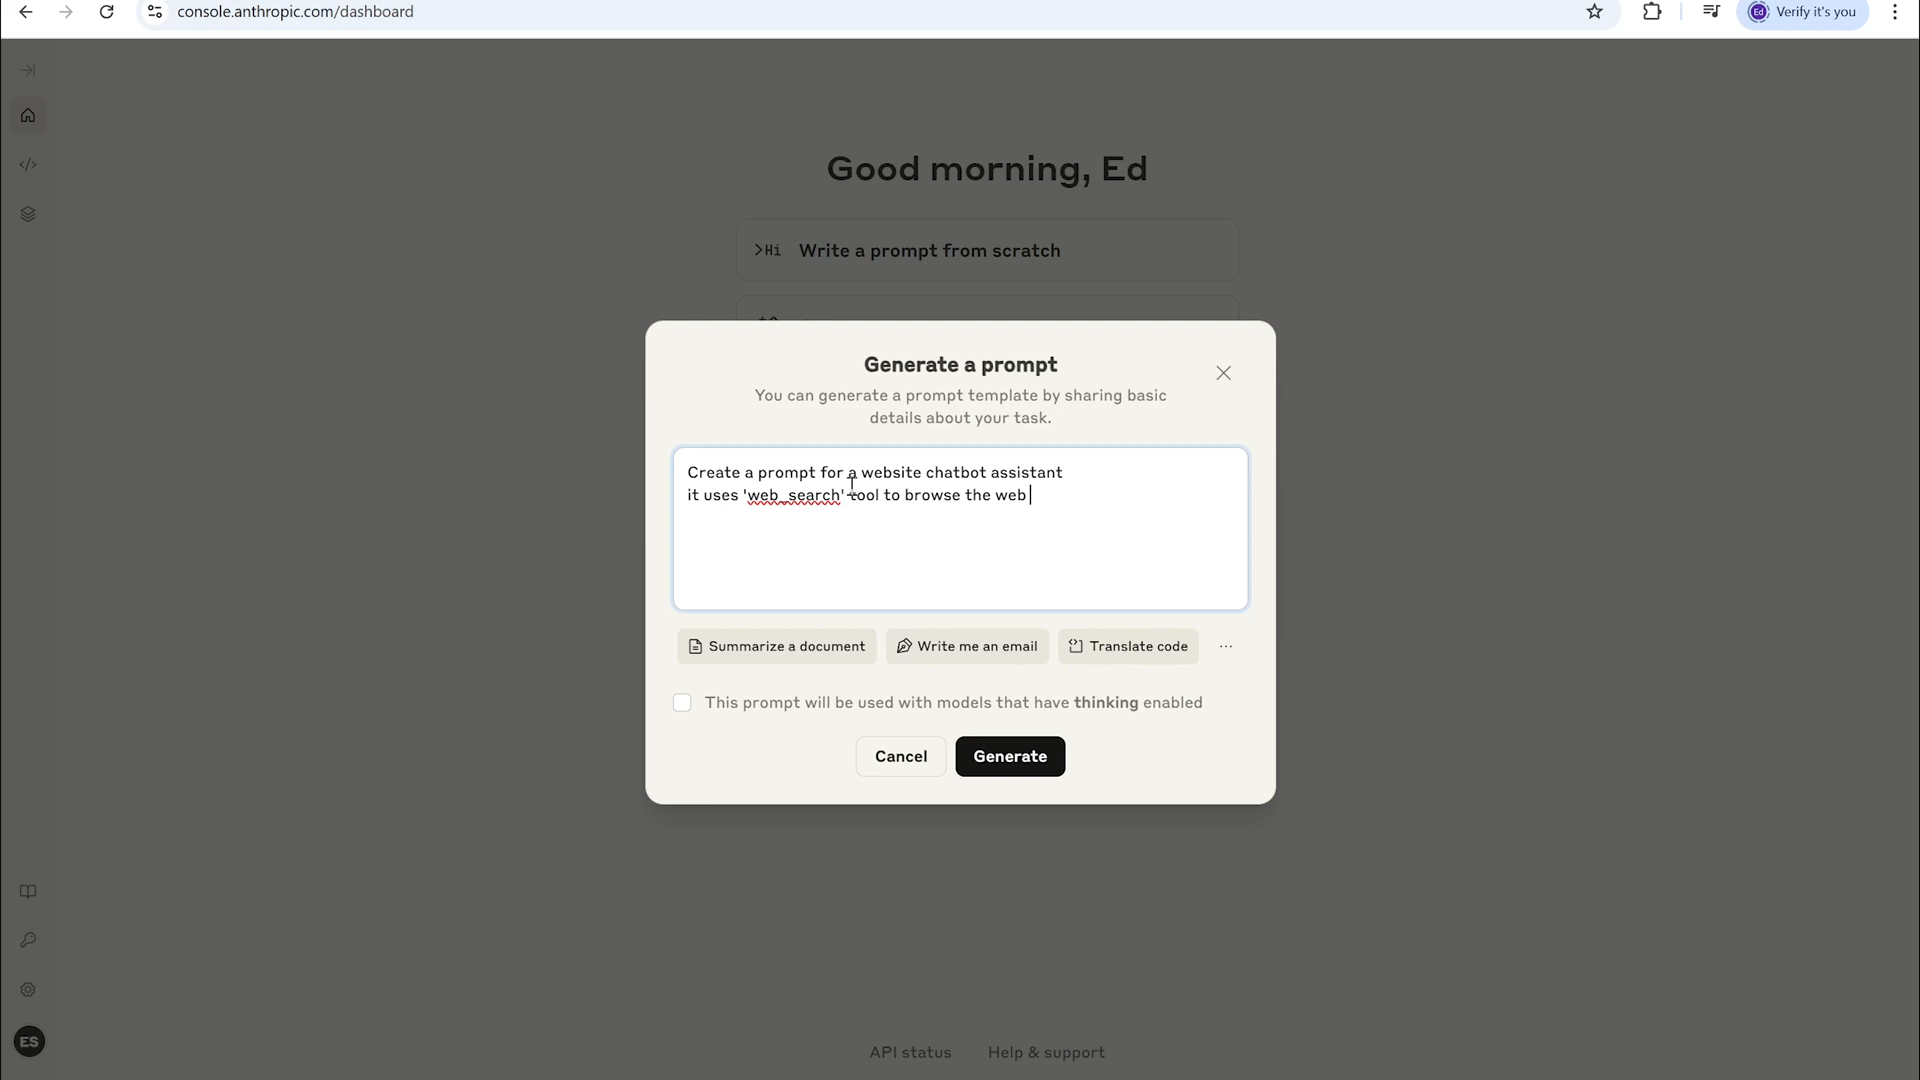 console.anthropic.com/dashboard
Ed
Verify it's you
Good morning, Ed
>Hi Write a prompt from scratch
Generate a prompt
You can generate a prompt template by sharing basic
details about your task.
Create a prompt for a website chatbot assistant
it uses 'web_search' tool to browse the web
Summarize a document
Write me an email
Translate code
...
This prompt will be used with models that have thinking enabled
Cancel
Generate
ES
API status
Help & support